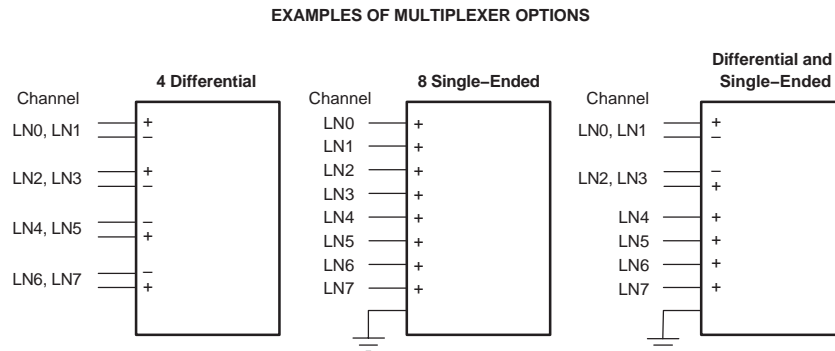 EXAMPLES OF MULTIPLEXER OPTIONS
4 Differential
Channel
LN0, LN1
+
–
LN2, LN3
+
–
LN4, LN5
–
+
LN6, LN7
–
+
8 Single–Ended
Channel
LN0 +
LN1 +
LN2 +
LN3 +
LN4 +
LN5 +
LN6 +
LN7 +
Differential and
Single–Ended
Channel
LN0, LN1
+
–
LN2, LN3
–
+
LN4 +
LN5 +
LN6 +
LN7 +